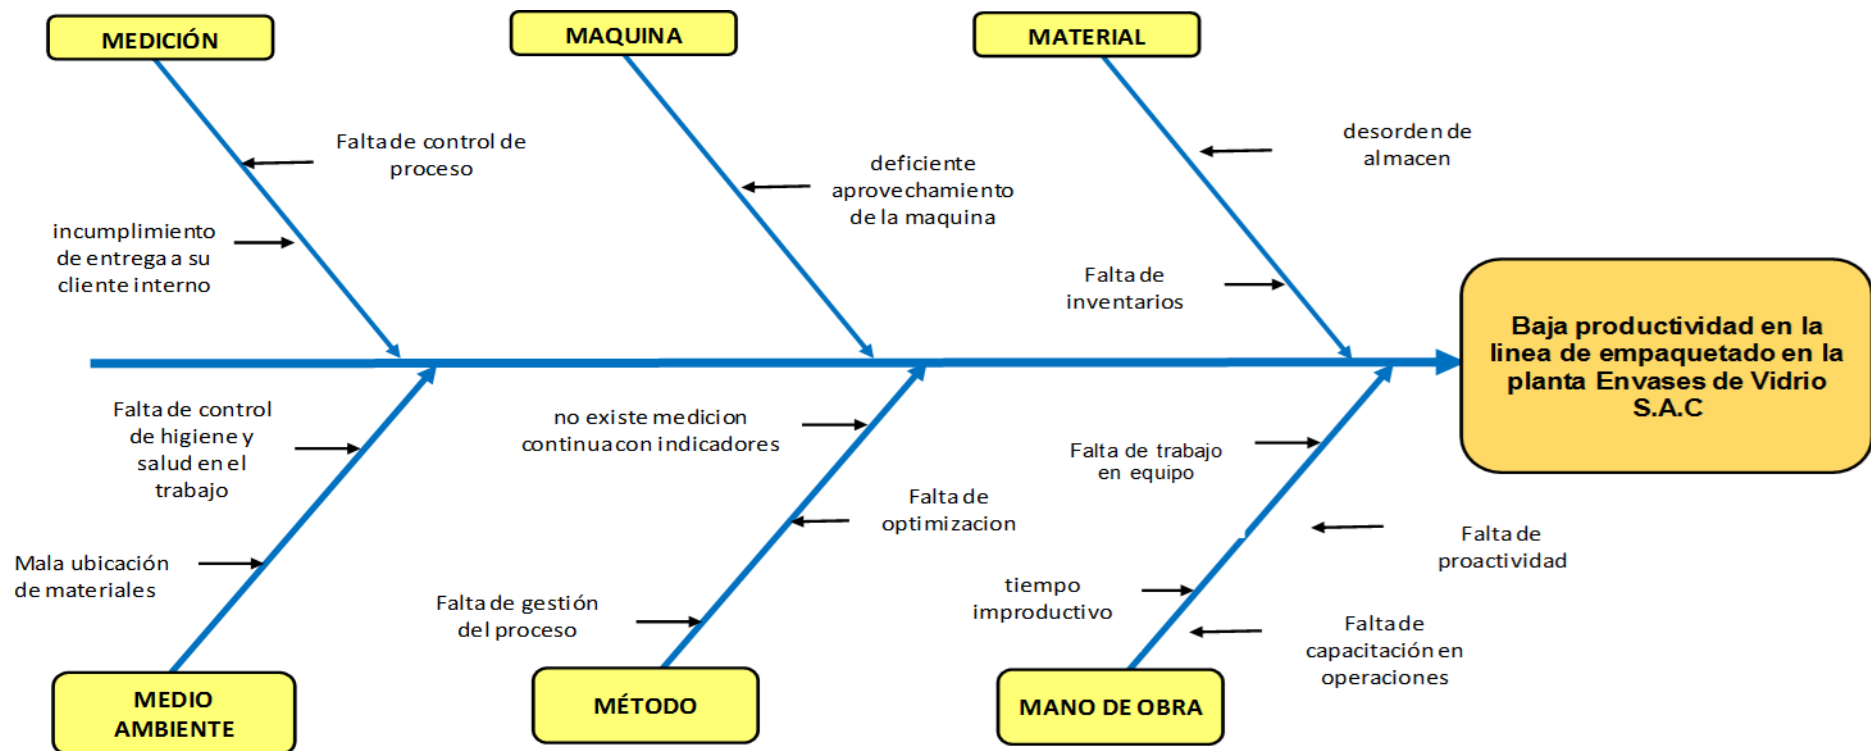 MEDICIÓN
MAQUINA
MATERIAL
Falta de control de
proceso
incumplimiento
de entrega a su
cliente interno
deficiente
aprovechamiento
de la maquina
desorden de
almacen
Falta de
inventarios
Baja productividad en la
linea de empaquetado en la
planta Envases de Vidrio
S.A.C
Falta de control
de higiene y
salud en el
trabajo
Mala ubicación
de materiales
no existe medicion
continua con indicadores
Falta de
optimizacion
Falta de gestión
del proceso
Falta de trabajo
en equipo
Falta de
proactividad
tiempo
improductivo
Falta de
capacitación en
operaciones
MEDIO
AMBIENTE
MÉTODO
MANO DE OBRA